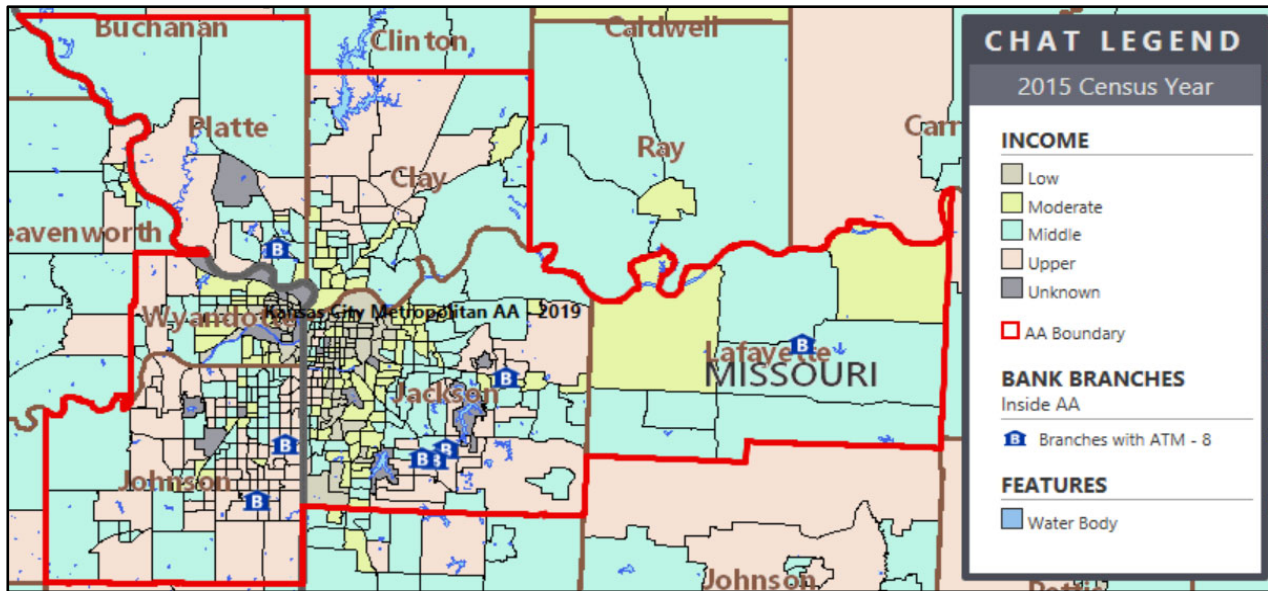 Buchanan
Clinton
Caldwell
Platte
Ray
Carr
Clay
eavenworth
Kansas City Metropolitan AA - 2019
Wyandotte
Lafayette
MISSOURI
Jackson
Johnson
Johnson
Pettis
CHAT LEGEND
2015 Census Year
INCOME
Low
Moderate
Middle
Upper
Unknown
AA Boundary
BANK BRANCHES
Inside AA
B Branches with ATM - 8
FEATURES
Water Body
B
B
B
B
B
B
B